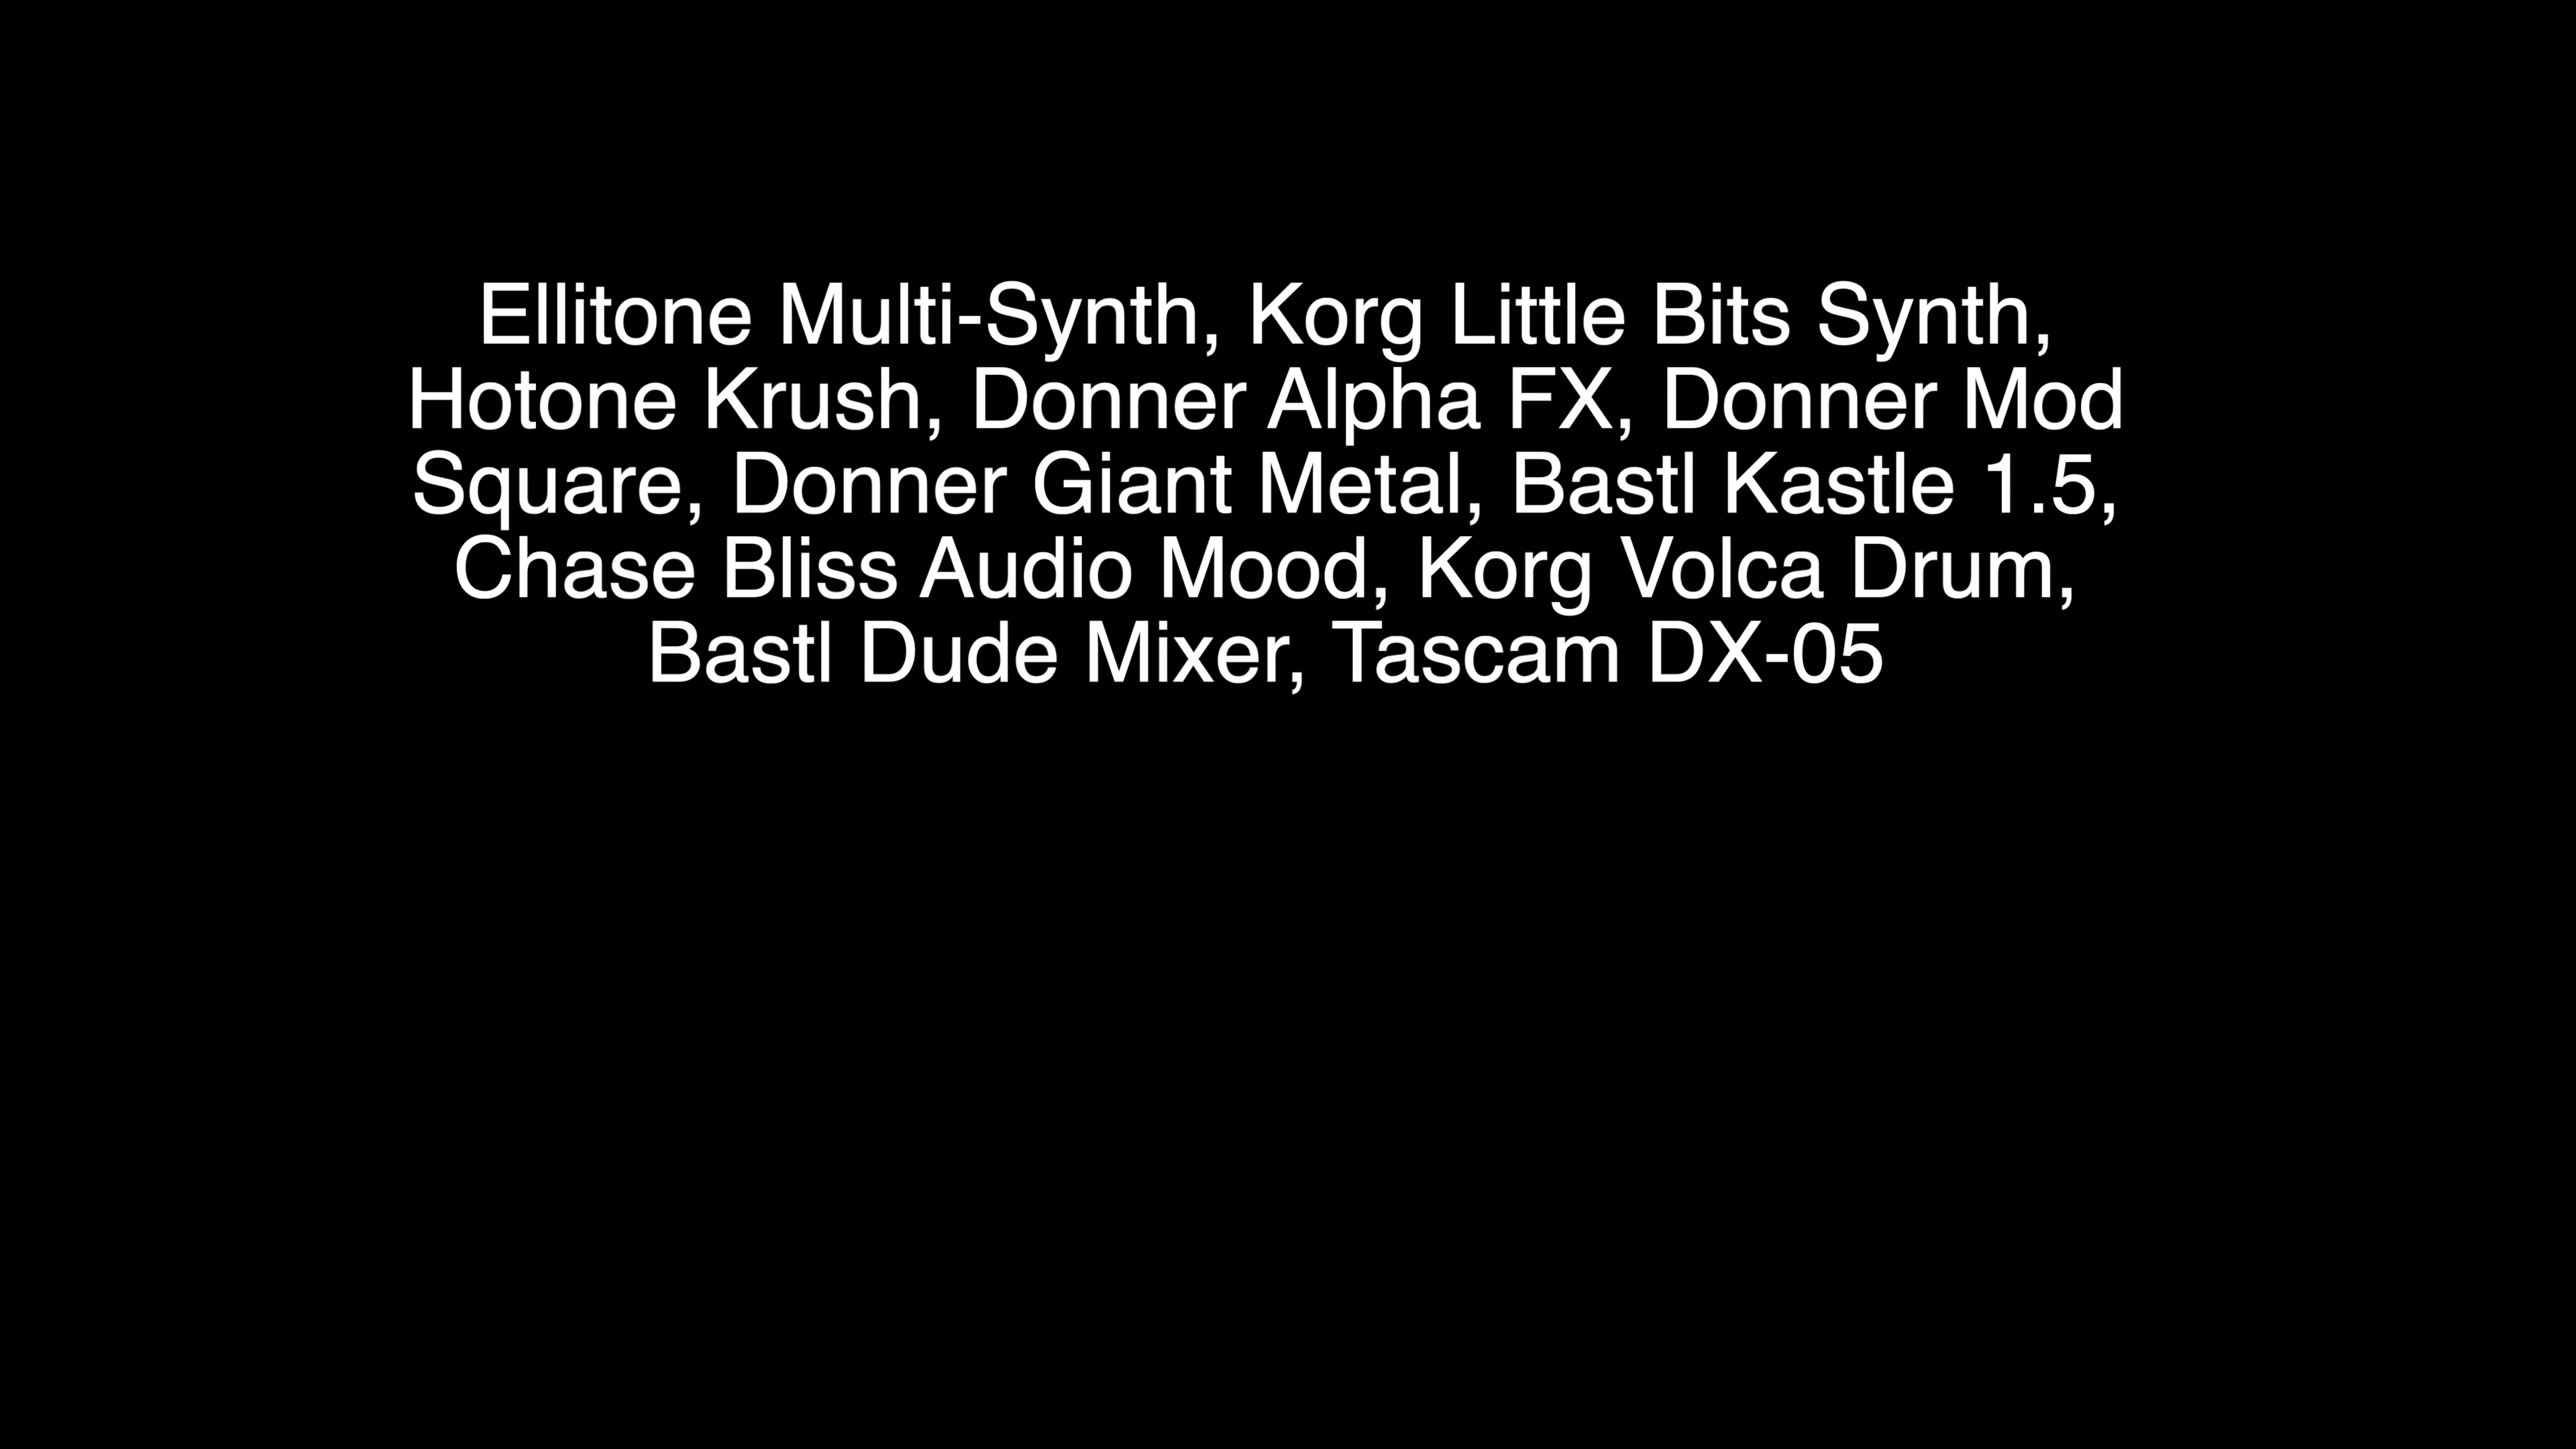 Ellitone Multi-Synth, Korg Little Bits Synth,
Hotone Krush, Donner Alpha FX, Donner Mod
Square, Donner Giant Metal, Bastl Kastle 1.5,
Chase Bliss Audio Mood, Korg Volca Drum,
Bastl Dude Mixer, Tascam DX-05